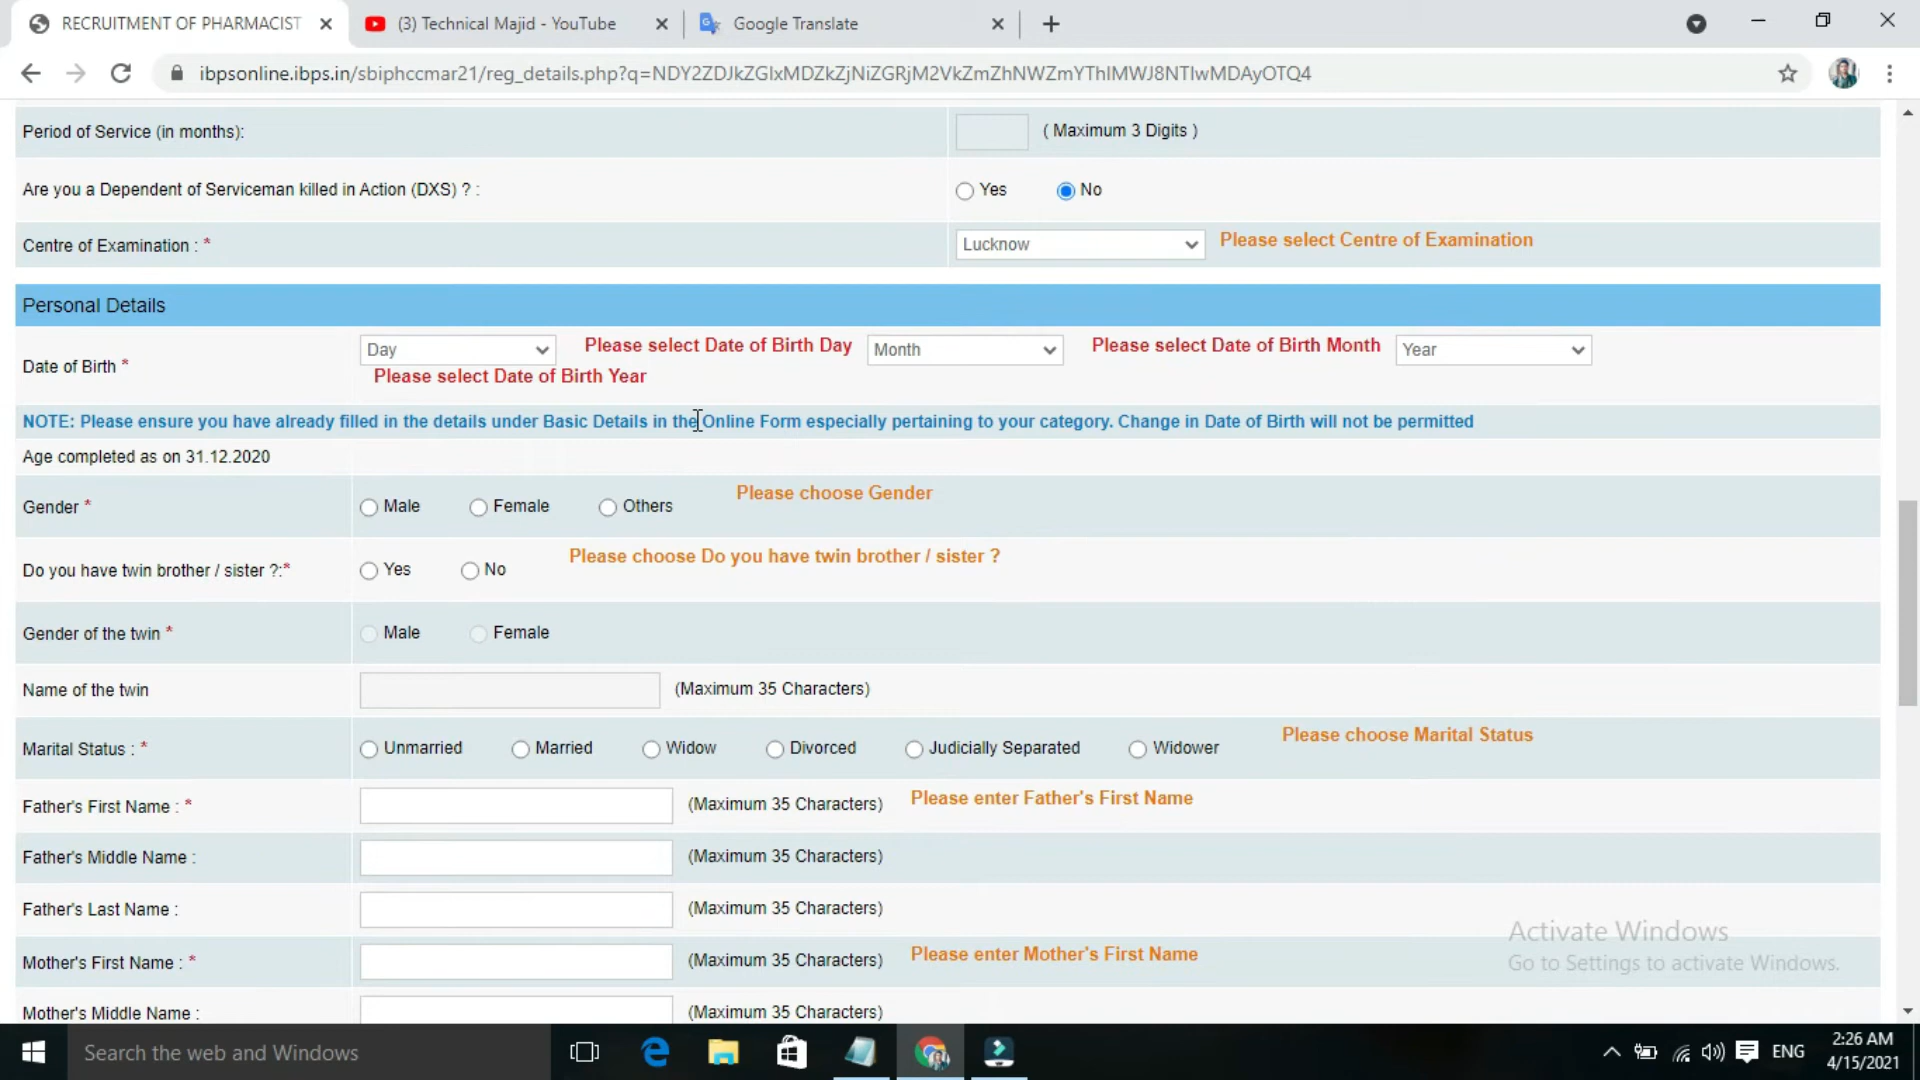 RECRUITMENT OF PHARMACIST
(3) Technical Majid - YouTube
Google Translate
ibpsonline.ibps.in/sbiphccmar21/reg_details.php?q=NDY2ZDJkZGIxMDZkZjNiZGRjM2VkZmZhNWZmYThlMWJ8NTIwMDAyOTQ4
Period of Service (in months):
( Maximum 3 Digits )
Are you a Dependent of Serviceman killed in Action (DXS) ? :
Yes No
Centre of Examination : *
Lucknow
Please select Centre of Examination
Personal Details
Date of Birth *
Day
Please select Date of Birth Day
Month
Please select Date of Birth Month
Year
Please select Date of Birth Year
NOTE: Please ensure you have already filled in the details under Basic Details in the Online Form especially pertaining to your category. Change in Date of Birth will not be permitted
Age completed as on 31.12.2020
Gender *
Male Female Others
Please choose Gender
Do you have twin brother / sister ?:*
Yes No
Please choose Do you have twin brother / sister ?
Gender of the twin *
Male Female
Name of the twin
(Maximum 35 Characters)
Marital Status : *
Unmarried Married Widow Divorced Judicially Separated Widower
Please choose Marital Status
Father's First Name : *
(Maximum 35 Characters)
Please enter Father's First Name
Father's Middle Name :
(Maximum 35 Characters)
Father's Last Name :
(Maximum 35 Characters)
Mother's First Name : *
(Maximum 35 Characters)
Please enter Mother's First Name
Mother's Middle Name :
(Maximum 35 Characters)
Activate Windows
Go to Settings to activate Windows.
Search the web and Windows
ENG
2:26 AM
4/15/2021